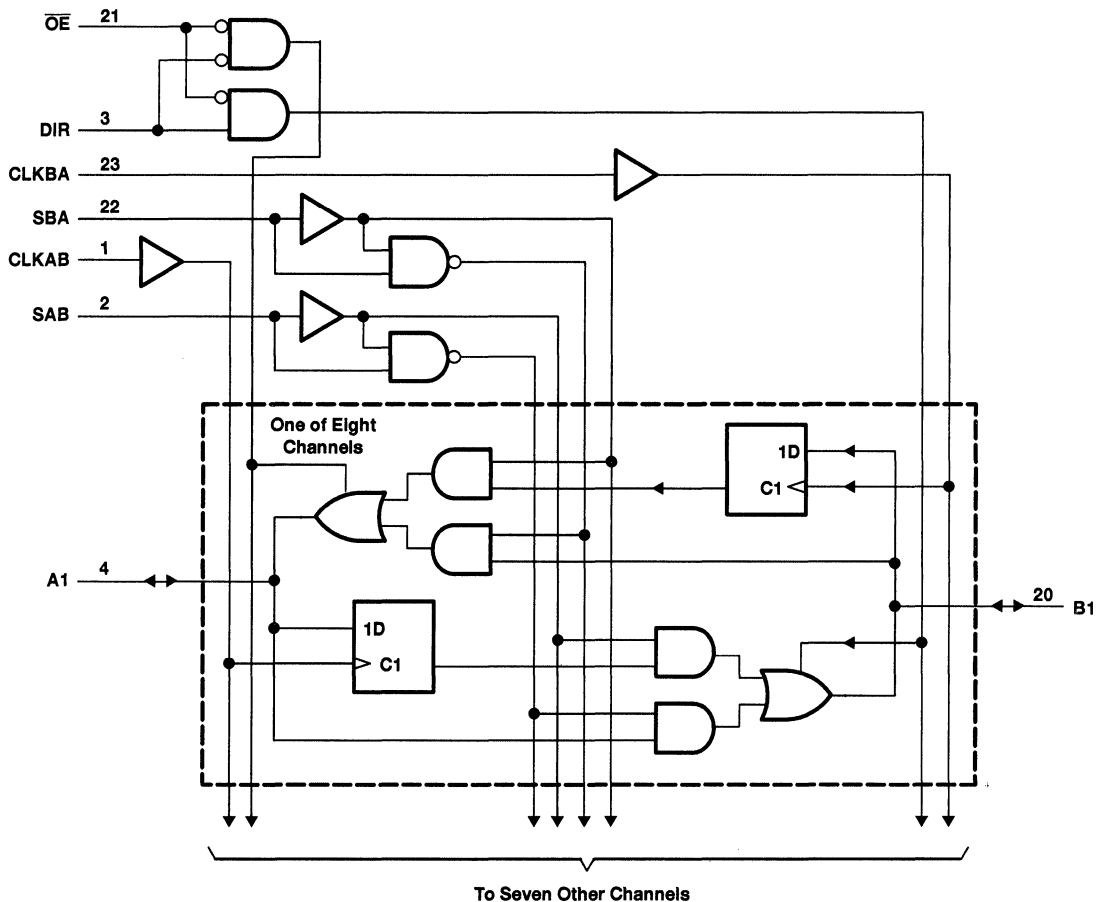 OE 21
DIR 3
CLKBA 23
SBA 22
CLKAB 1
SAB 2
One of Eight
Channels
1D
C1
A1 4
1D
C1
20 B1
To Seven Other Channels